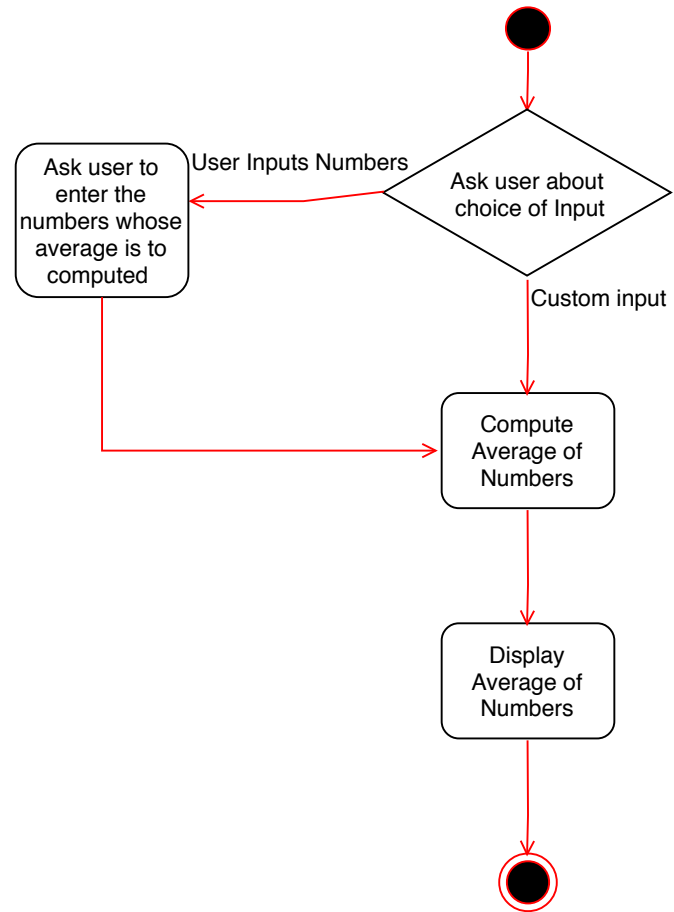 Ask user about
choice of Input
User Inputs Numbers
Ask user to
enter the
numbers whose
average is to
computed
Custom input
Compute
Average of
Numbers
Display
Average of
Numbers